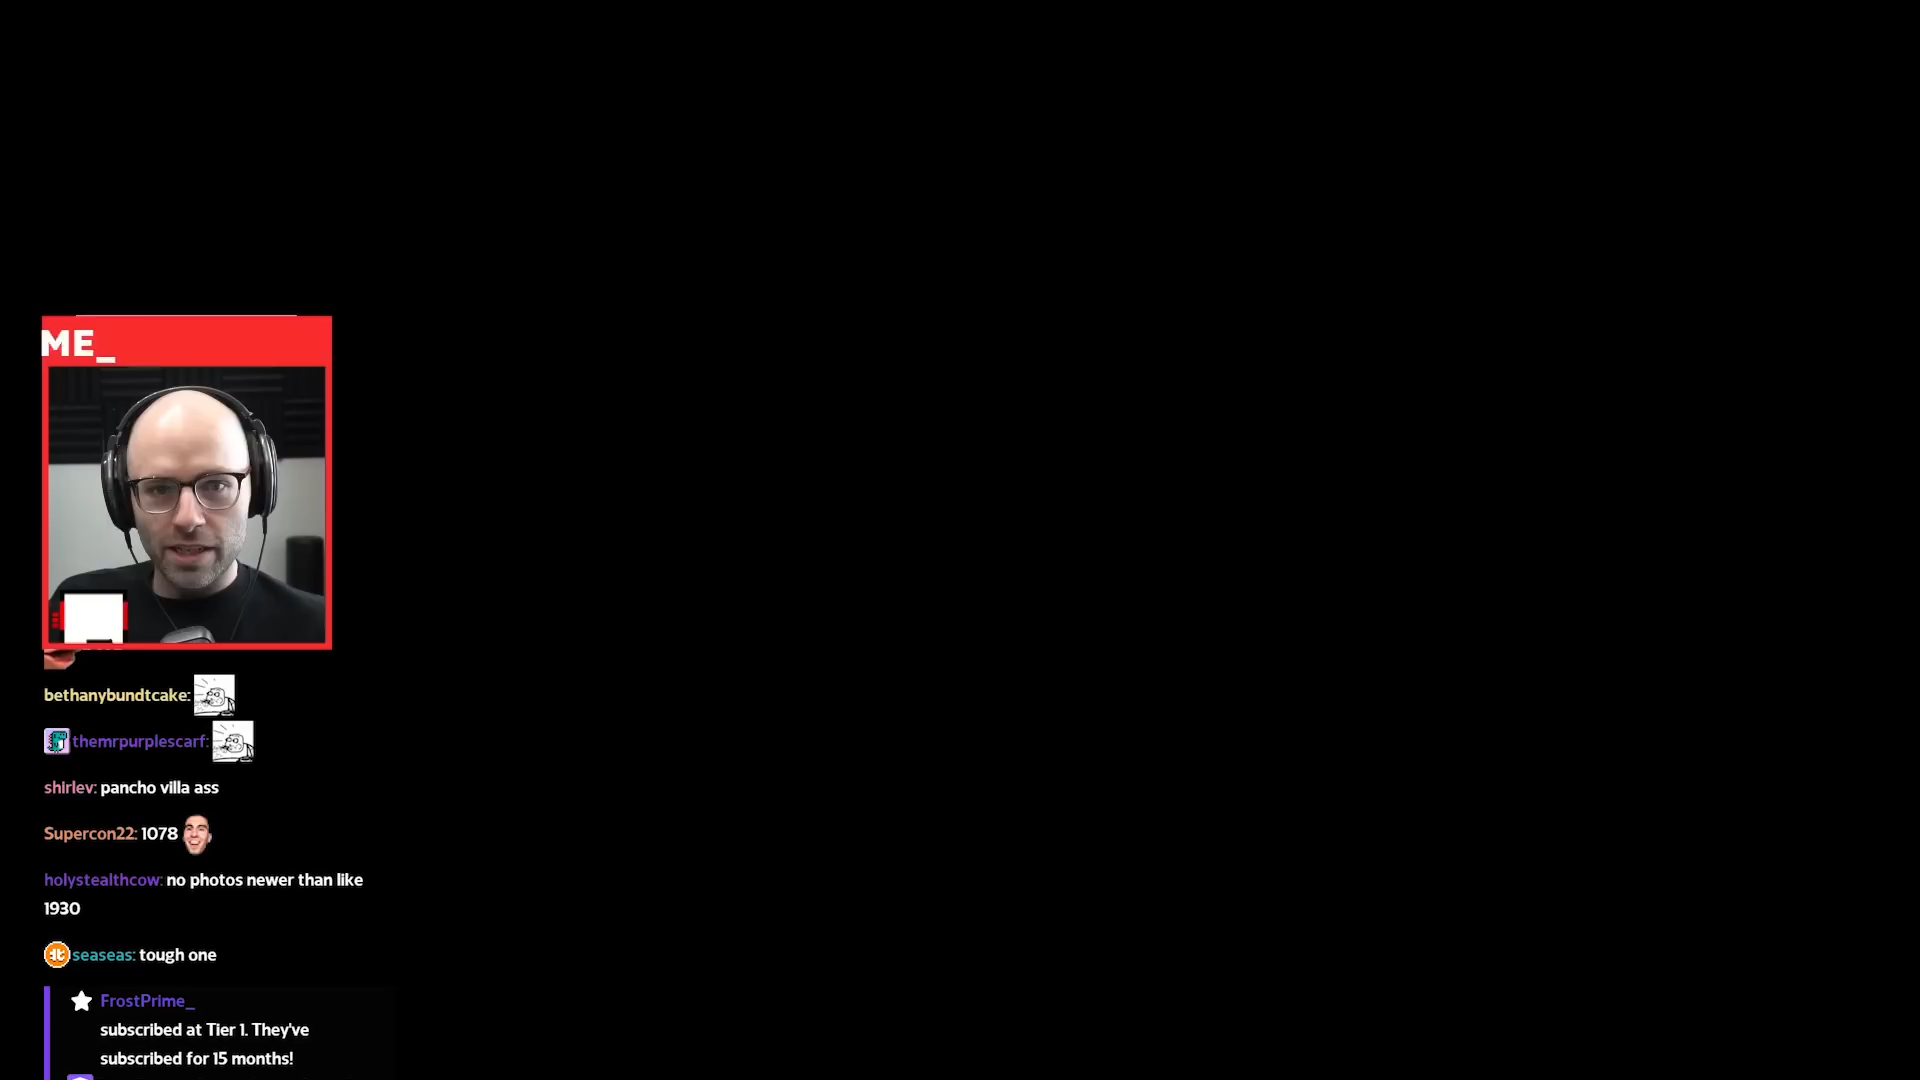 ME_
bethanybundtcake:
themrpurplescarf:
shirlev: pancho villa ass
Supercon22: 1078
holystealthcow: no photos newer than like
1930
seaseas: tough one
FrostPrime_
subscribed at Tier 1. They've
subscribed for 15 months!